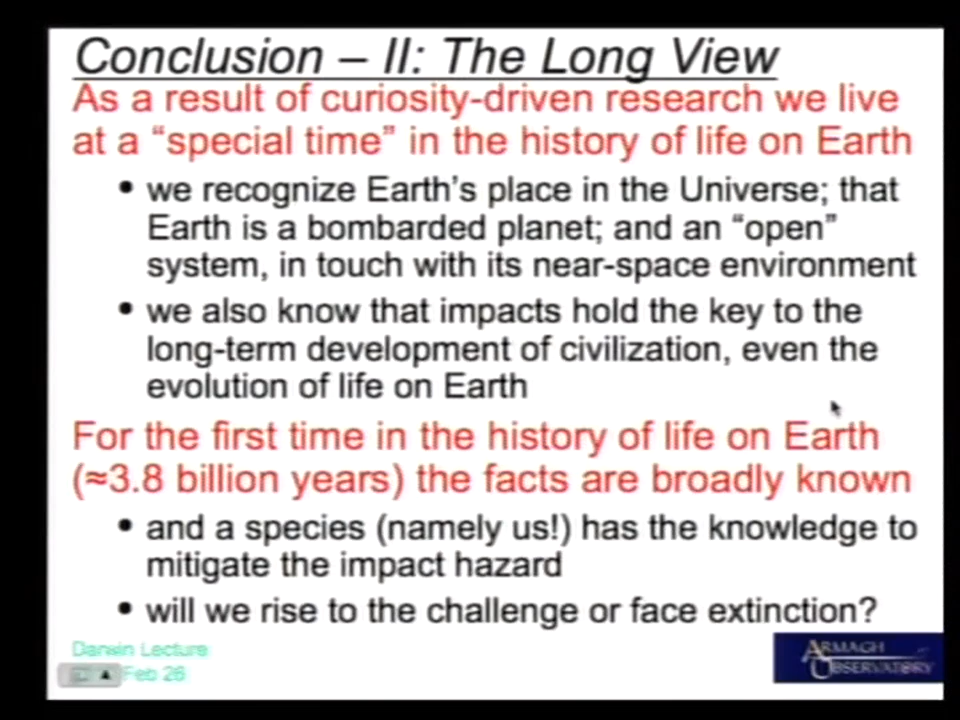 Conclusion – II: The Long View
As a result of curiosity-driven research we live
at a “special time” in the history of life on Earth
• we recognize Earth’s place in the Universe; that
Earth is a bombarded planet; and an “open”
system, in touch with its near-space environment
• we also know that impacts hold the key to the
long-term development of civilization, even the
evolution of life on Earth
For the first time in the history of life on Earth
(≈3.8 billion years) the facts are broadly known
• and a species (namely us!) has the knowledge to
mitigate the impact hazard
• will we rise to the challenge or face extinction?
Darwin Lecture
Feb 26
ARMAGH
OBSERVATORY